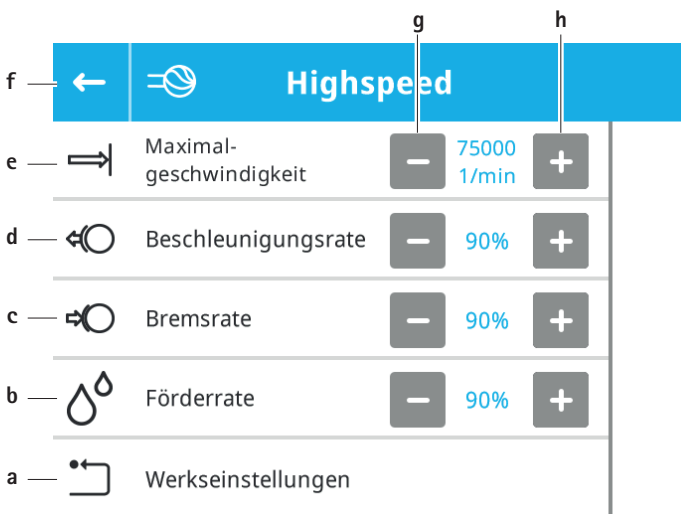 g h
f Highspeed
e Maximal-
geschwindigkeit
− 75000
1/min +
d Beschleunigungsrate − 90% +
c Bremsrate − 90% +
b Förderrate − 90% +
a Werkseinstellungen